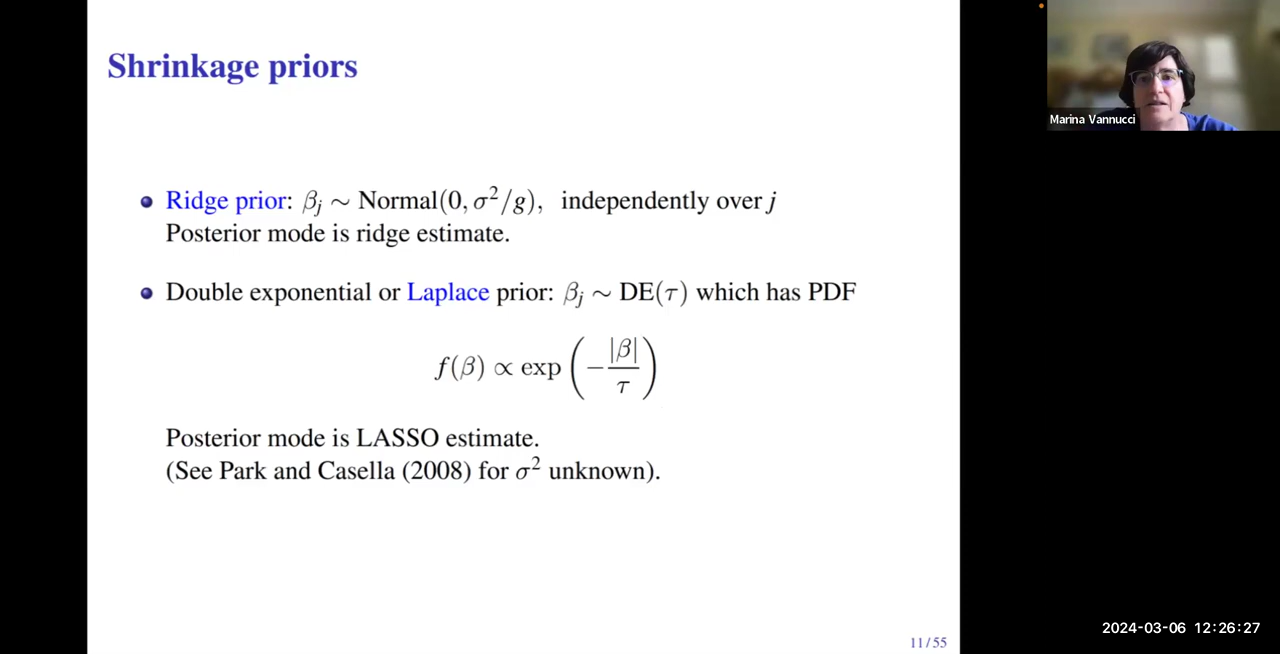 Shrinkage priors
Ridge prior: βj ∼ Normal(0, σ²/g), independently over j
Posterior mode is ridge estimate.
Double exponential or Laplace prior: βj ∼ DE(τ) which has PDF
f(β) ∝ exp(−|β|/τ)
Posterior mode is LASSO estimate.
(See Park and Casella (2008) for σ² unknown).
11/55
Marina Vannucci
2024-03-06 12:26:27